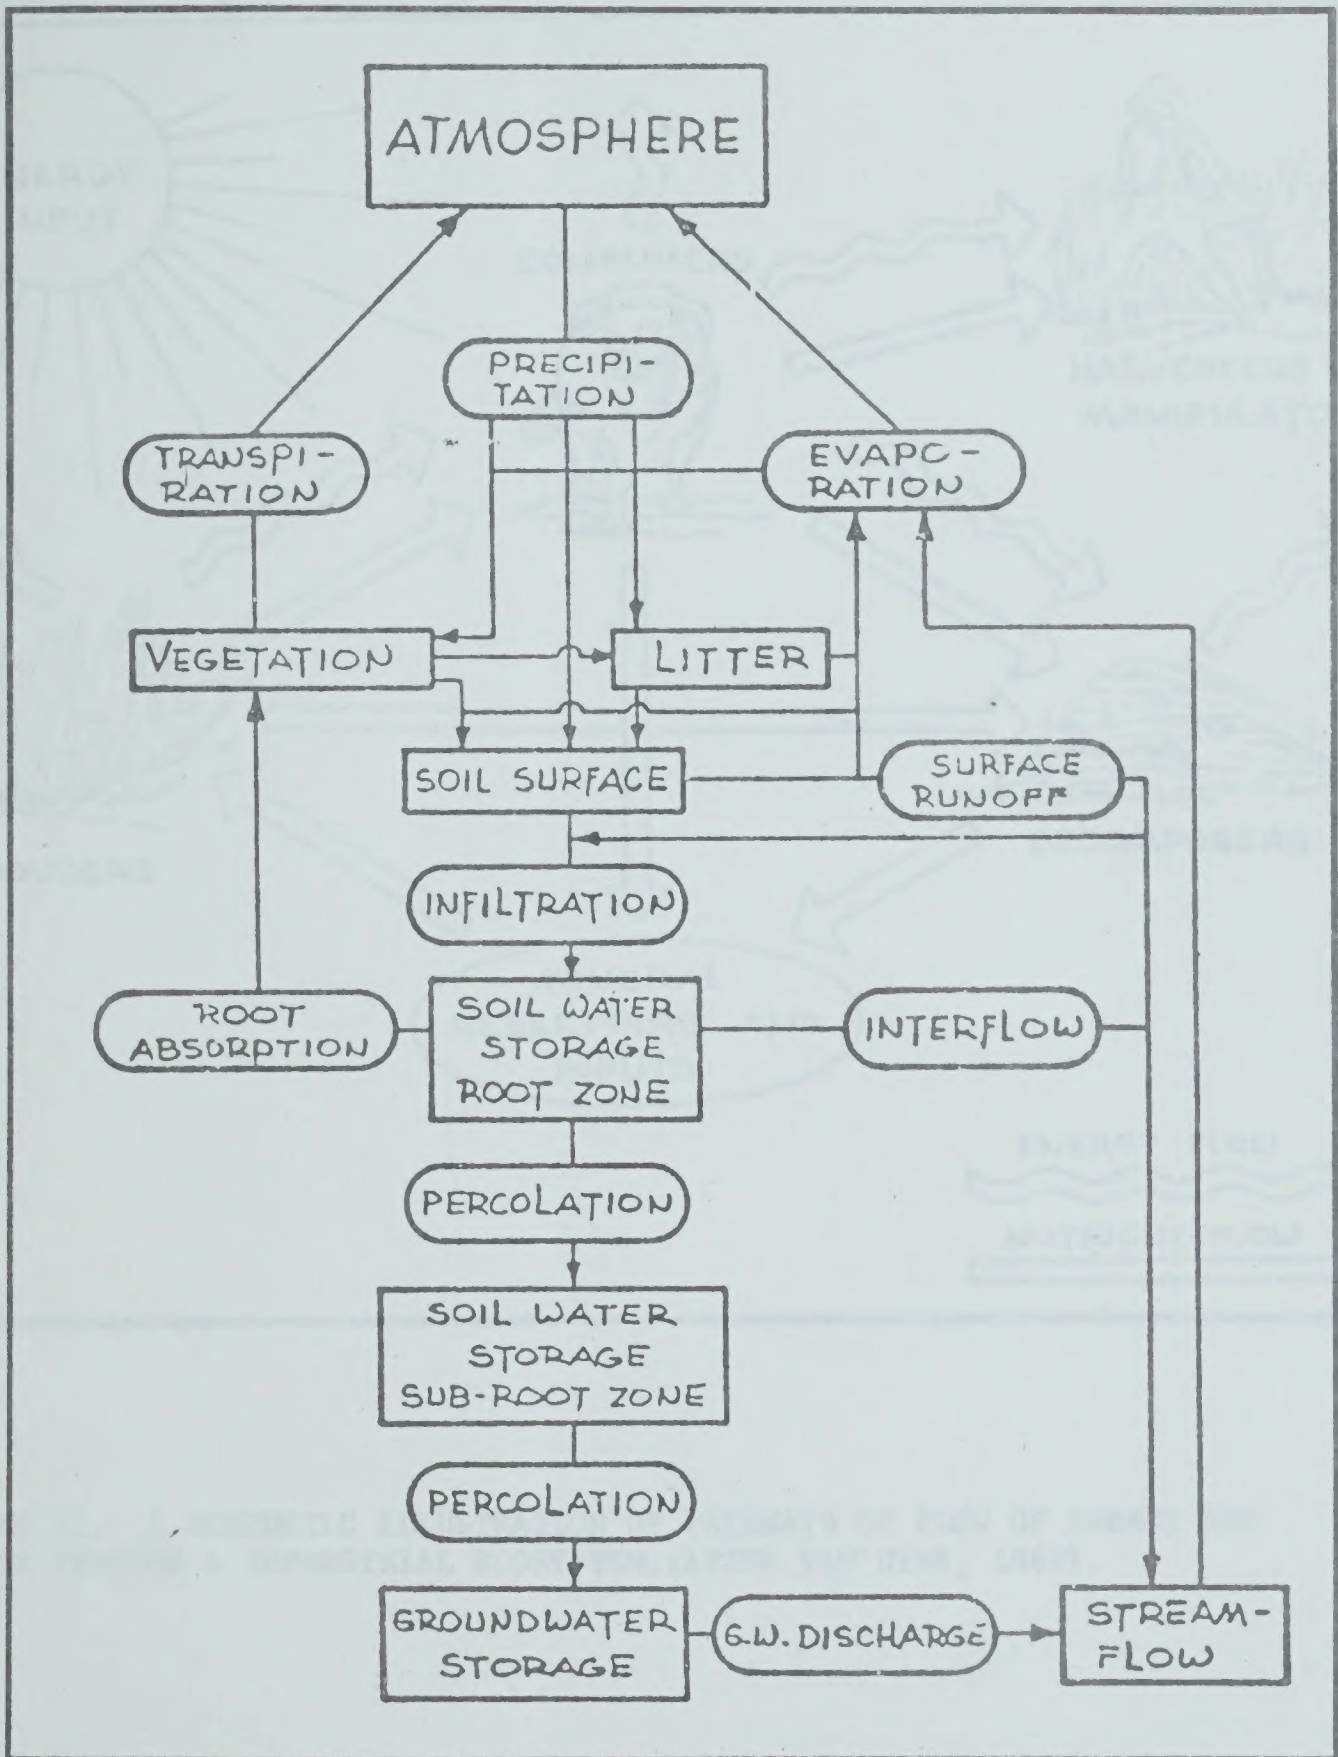 ATMOSPHERE
PRECIPI-
TATION
TRANSPI-
RATION
EVAPO-
RATION
VEGETATION
LITTER
SOIL SURFACE
SURFACE
RUNOFF
INFILTRATION
ROOT
ABSORPTION
SOIL WATER
STORAGE
ROOT ZONE
INTERFLOW
PERCOLATION
SOIL WATER
STORAGE
SUB-ROOT ZONE
PERCOLATION
GROUNDWATER
STORAGE
G.W. DISCHARGE
STREAM-
FLOW